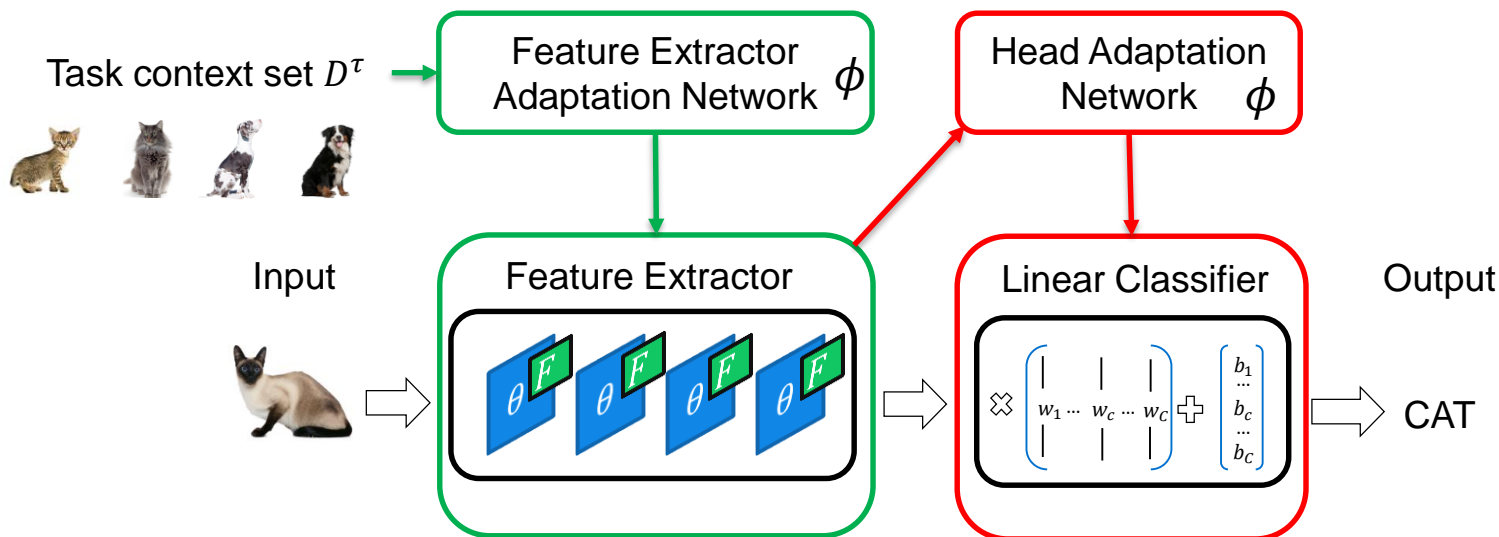 Task context set D^τ
Feature Extractor
Adaptation Network ϕ
Head Adaptation
Network ϕ
Input
Feature Extractor
Linear Classifier
Output
θ F θ F θ F θ F
w_1 ... w_c ... w_C
b_1
...
b_c
...
b_C
CAT